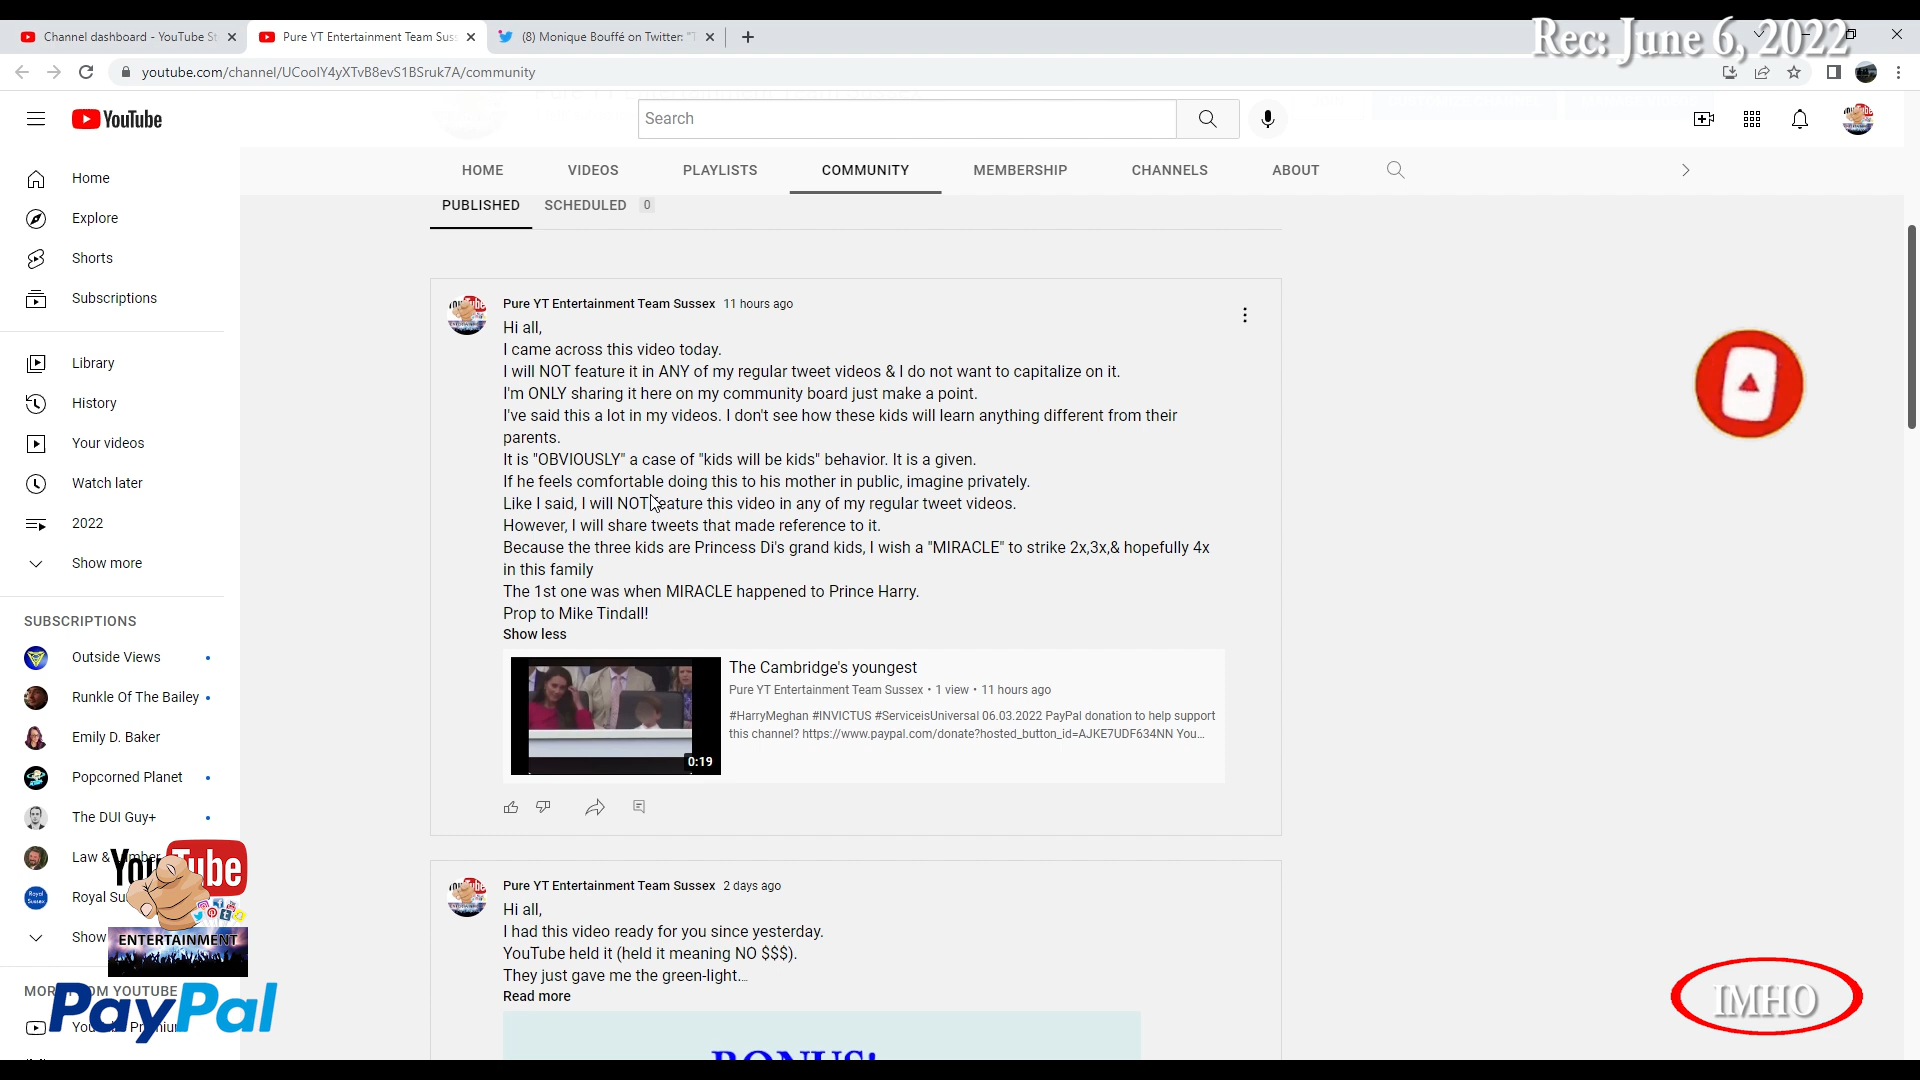 Rec: June 6, 2022
Channel dashboard - YouTube St
Pure YT Entertainment Team Suss
(8) Monique Bouffé on Twitter: "T
youtube.com/channel/UCoolY4yXTvB8evS1BSruk7A/community
YouTube
Search
HOME VIDEOS PLAYLISTS COMMUNITY MEMBERSHIP CHANNELS ABOUT
PUBLISHED SCHEDULED 0
Home
Explore
Shorts
Subscriptions
Library
History
Your videos
Watch later
2022
Show more
SUBSCRIPTIONS
Outside Views
Runkle Of The Bailey
Emily D. Baker
Popcorned Planet
The DUI Guy+
Law &
Royal Su
Show
YouTube
ENTERTAINMENT
PayPal
Pure YT Entertainment Team Sussex 11 hours ago
Hi all,
I came across this video today.
I will NOT feature it in ANY of my regular tweet videos & I do not want to capitalize on it.
I'm ONLY sharing it here on my community board just make a point.
I've said this a lot in my videos. I don't see how these kids will learn anything different from their
parents.
It is "OBVIOUSLY" a case of "kids will be kids" behavior. It is a given.
If he feels comfortable doing this to his mother in public, imagine privately.
Like I said, I will NOT feature this video in any of my regular tweet videos.
However, I will share tweets that made reference to it.
Because the three kids are Princess Di's grand kids, I wish a "MIRACLE" to strike 2x,3x,& hopefully 4x
in this family
The 1st one was when MIRACLE happened to Prince Harry.
Prop to Mike Tindall!
Show less
0:19
The Cambridge's youngest
Pure YT Entertainment Team Sussex • 1 view • 11 hours ago
#HarryMeghan #INVICTUS #ServiceisUniversal 06.03.2022 PayPal donation to help support
this channel? https://www.paypal.com/donate?hosted_button_id=AJKE7UDF634NN You...
Pure YT Entertainment Team Sussex 2 days ago
Hi all,
I had this video ready for you since yesterday.
YouTube held it (held it meaning NO $$$).
They just gave me the green-light...
Read more
BONUS!
IMHO